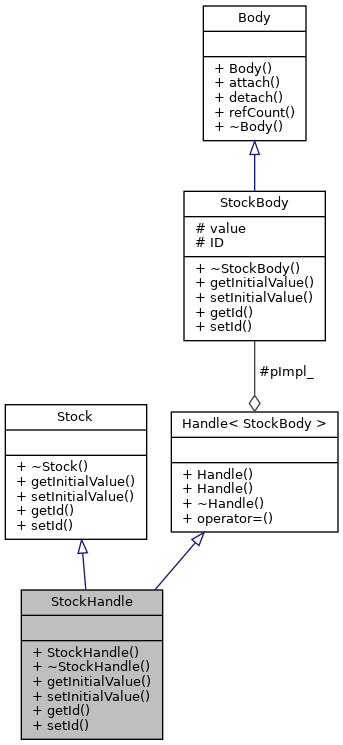 Body
+ Body()
+ attach()
+ detach()
+ refCount()
+ ~Body()
StockBody
# value
# ID
+ ~StockBody()
+ getInitialValue()
+ setInitialValue()
+ getId()
+ setId()
#pImpl_
Stock
+ ~Stock()
+ getInitialValue()
+ setInitialValue()
+ getId()
+ setId()
Handle< StockBody >
+ Handle()
+ Handle()
+ ~Handle()
+ operator=()
StockHandle
+ StockHandle()
+ ~StockHandle()
+ getInitialValue()
+ setInitialValue()
+ getId()
+ setId()